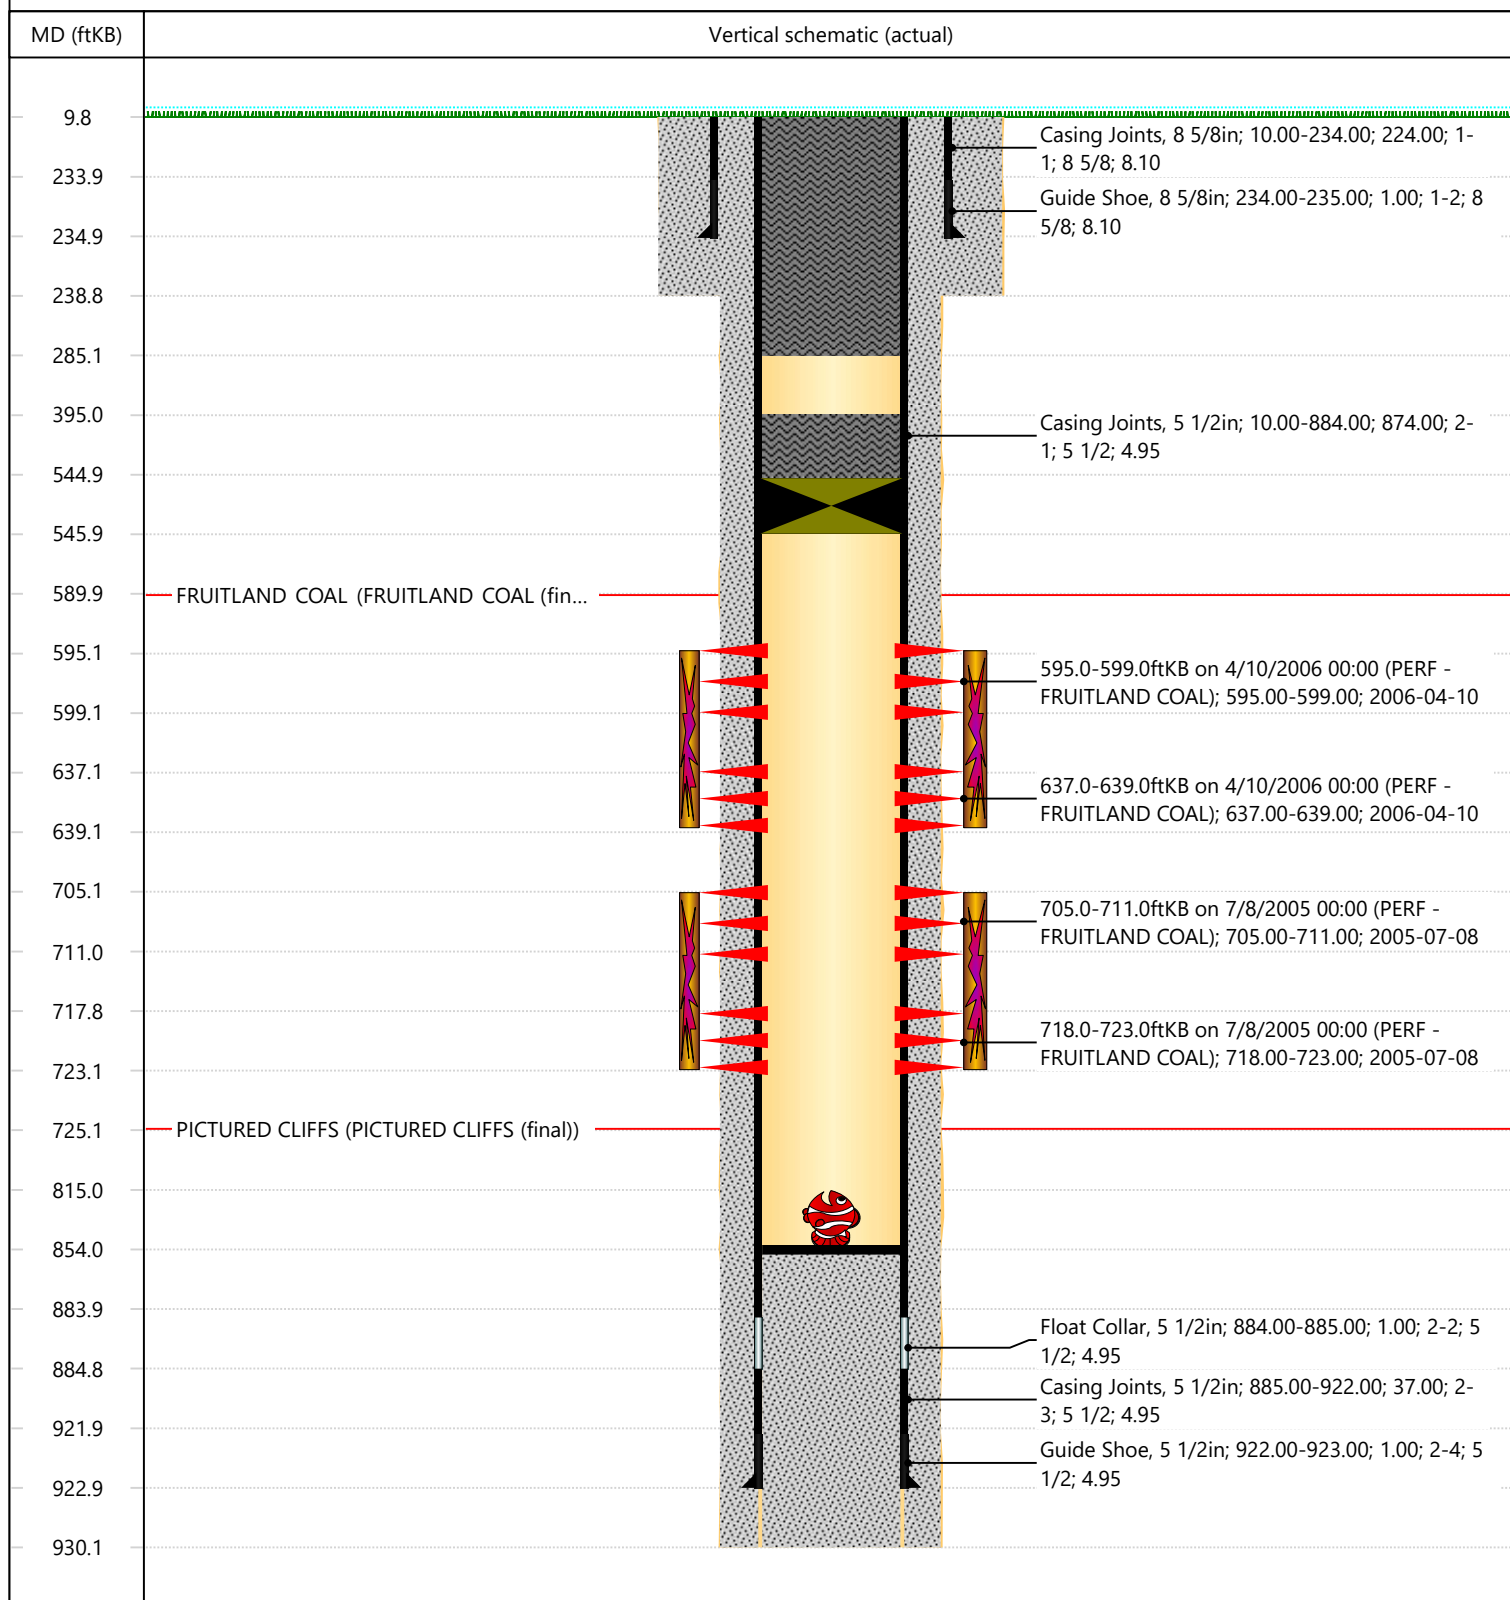 MD (ftKB)
Vertical schematic (actual)
9.8
Casing Joints, 8 5/8in; 10.00-234.00; 224.00; 1-
1; 8 5/8; 8.10
233.9
Guide Shoe, 8 5/8in; 234.00-235.00; 1.00; 1-2; 8
5/8; 8.10
234.9
238.8
285.1
395.0
Casing Joints, 5 1/2in; 10.00-884.00; 874.00; 2-
1; 5 1/2; 4.95
544.9
545.9
589.9
FRUITLAND COAL (FRUITLAND COAL (fin...
595.1
595.0-599.0ftKB on 4/10/2006 00:00 (PERF -
FRUITLAND COAL); 595.00-599.00; 2006-04-10
599.1
637.1
637.0-639.0ftKB on 4/10/2006 00:00 (PERF -
FRUITLAND COAL); 637.00-639.00; 2006-04-10
639.1
705.1
705.0-711.0ftKB on 7/8/2005 00:00 (PERF -
FRUITLAND COAL); 705.00-711.00; 2005-07-08
711.0
717.8
718.0-723.0ftKB on 7/8/2005 00:00 (PERF -
FRUITLAND COAL); 718.00-723.00; 2005-07-08
723.1
725.1
PICTURED CLIFFS (PICTURED CLIFFS (final))
815.0
854.0
883.9
Float Collar, 5 1/2in; 884.00-885.00; 1.00; 2-2; 5
1/2; 4.95
884.8
Casing Joints, 5 1/2in; 885.00-922.00; 37.00; 2-
3; 5 1/2; 4.95
921.9
Guide Shoe, 5 1/2in; 922.00-923.00; 1.00; 2-4; 5
1/2; 4.95
922.9
930.1